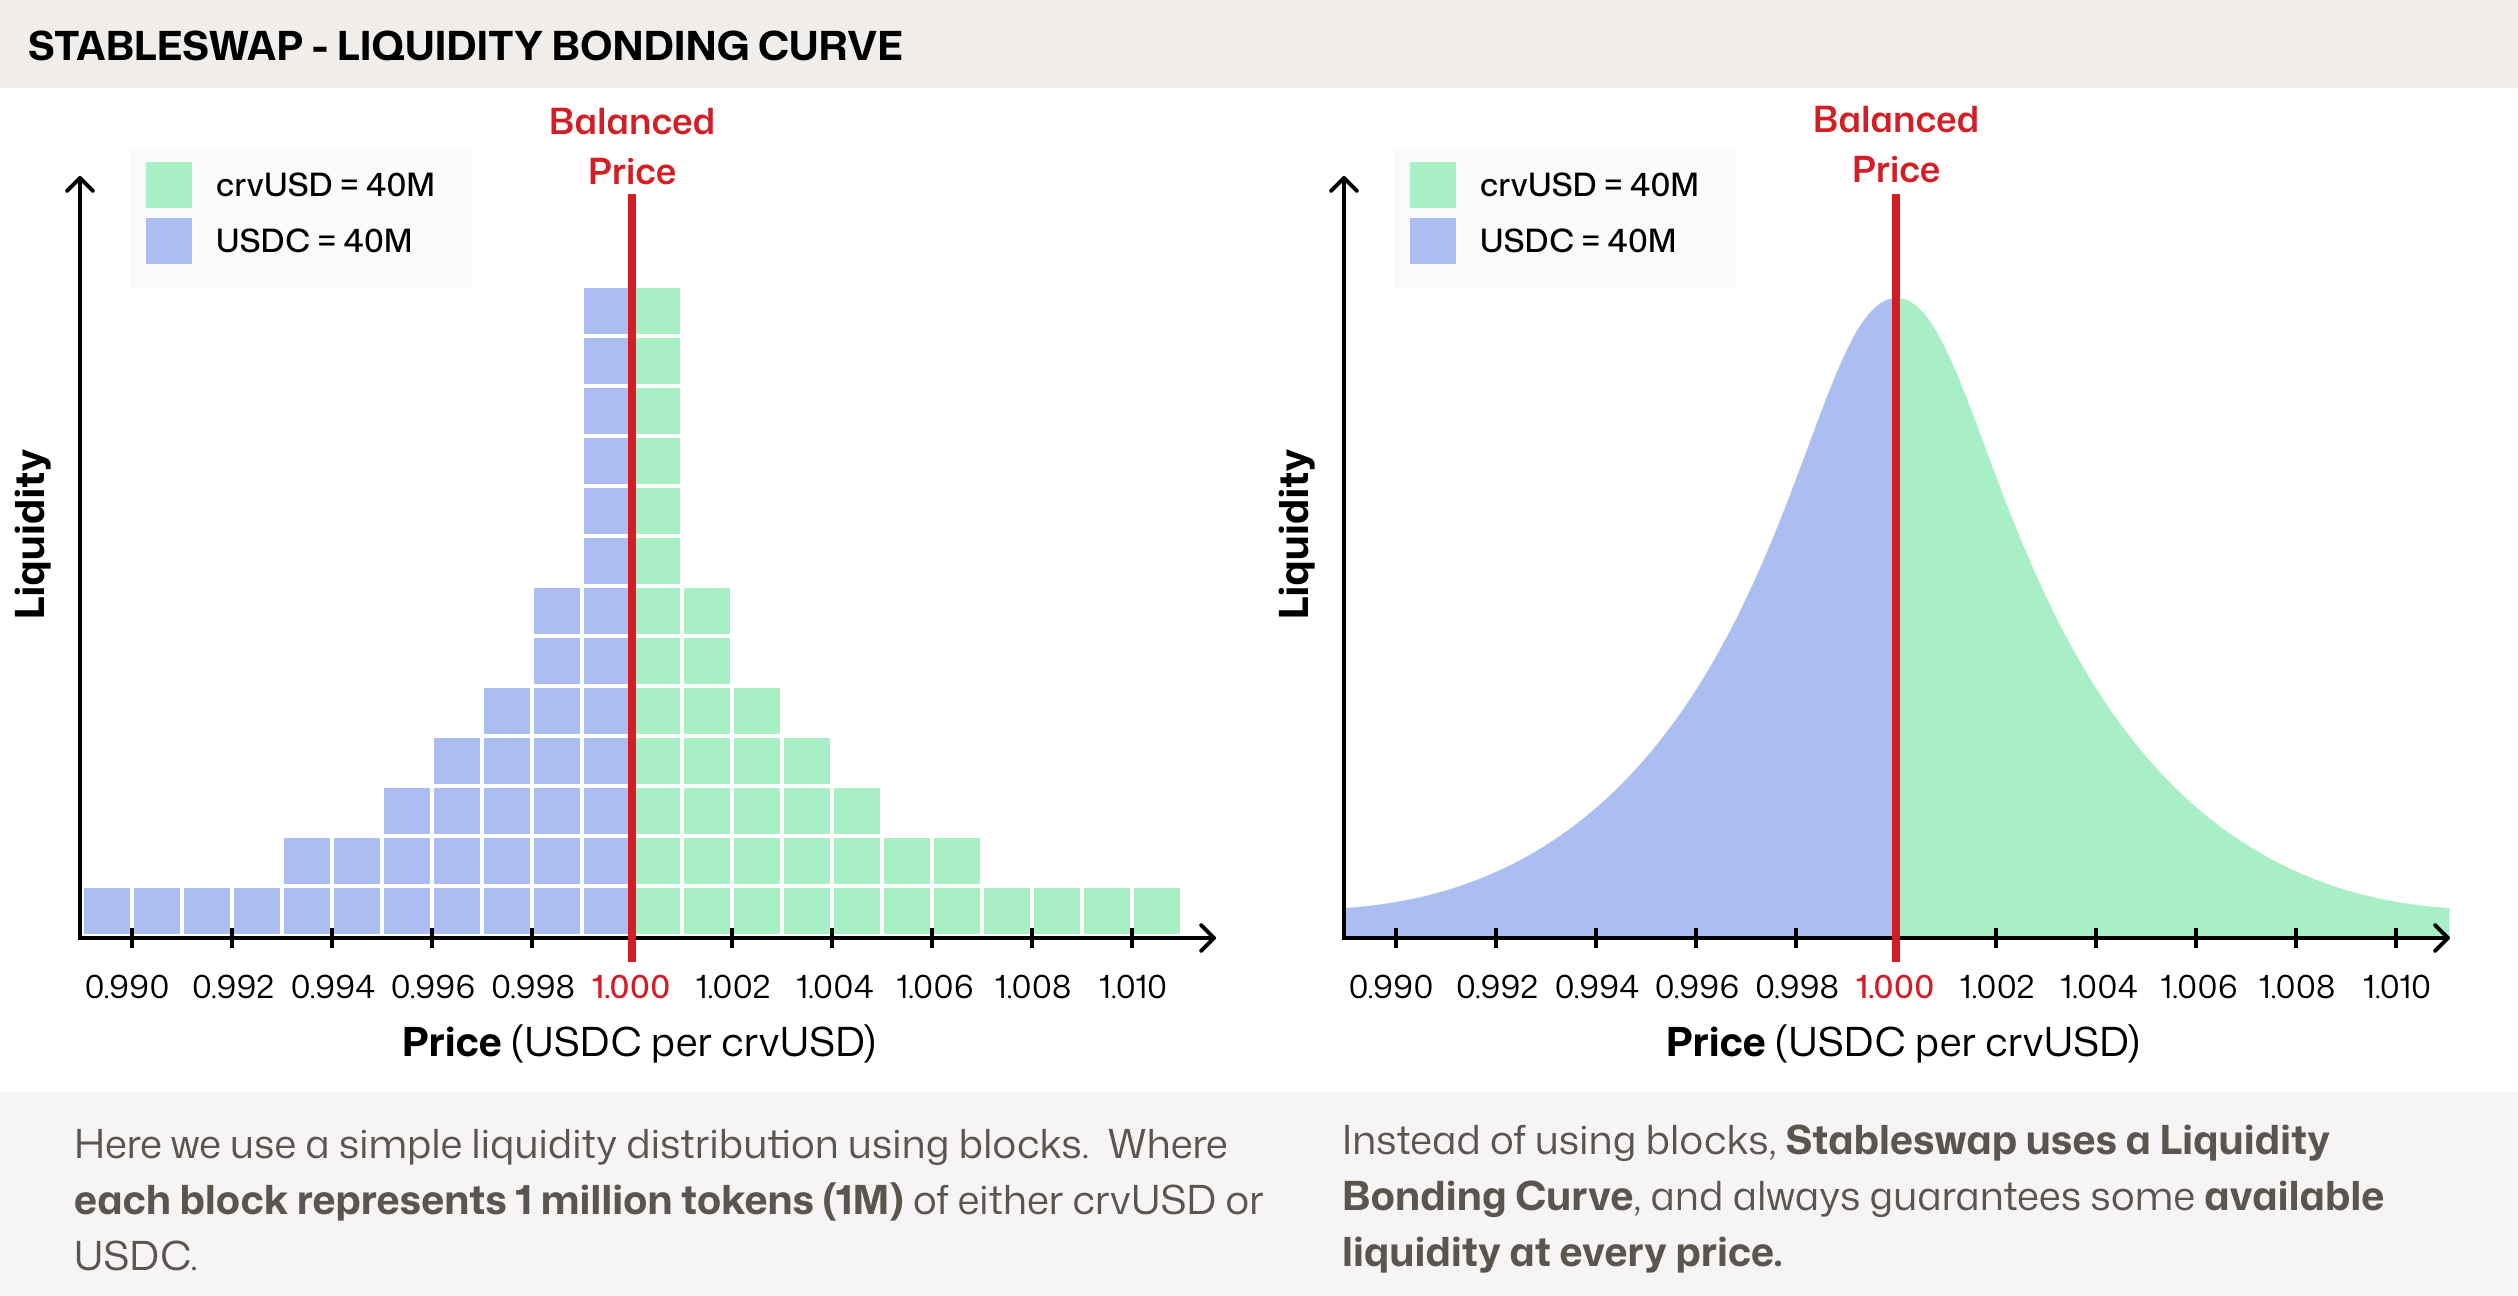 STABLESWAP - LIQUIDITY BONDING CURVE
Balanced
Price
crvUSD = 40M
USDC = 40M
Liquidity
0.990 0.992 0.994 0.996 0.998 1.000 1.002 1.004 1.006 1.008 1.010
Price (USDC per crvUSD)
Here we use a simple liquidity distribution using blocks.  Where
each block represents 1 million tokens (1M) of either crvUSD or
USDC.
Balanced
Price
crvUSD = 40M
USDC = 40M
Liquidity
0.990 0.992 0.994 0.996 0.998 1.000 1.002 1.004 1.006 1.008 1.010
Price (USDC per crvUSD)
Instead of using blocks, Stableswap uses a Liquidity
Bonding Curve, and always guarantees some available
liquidity at every price.